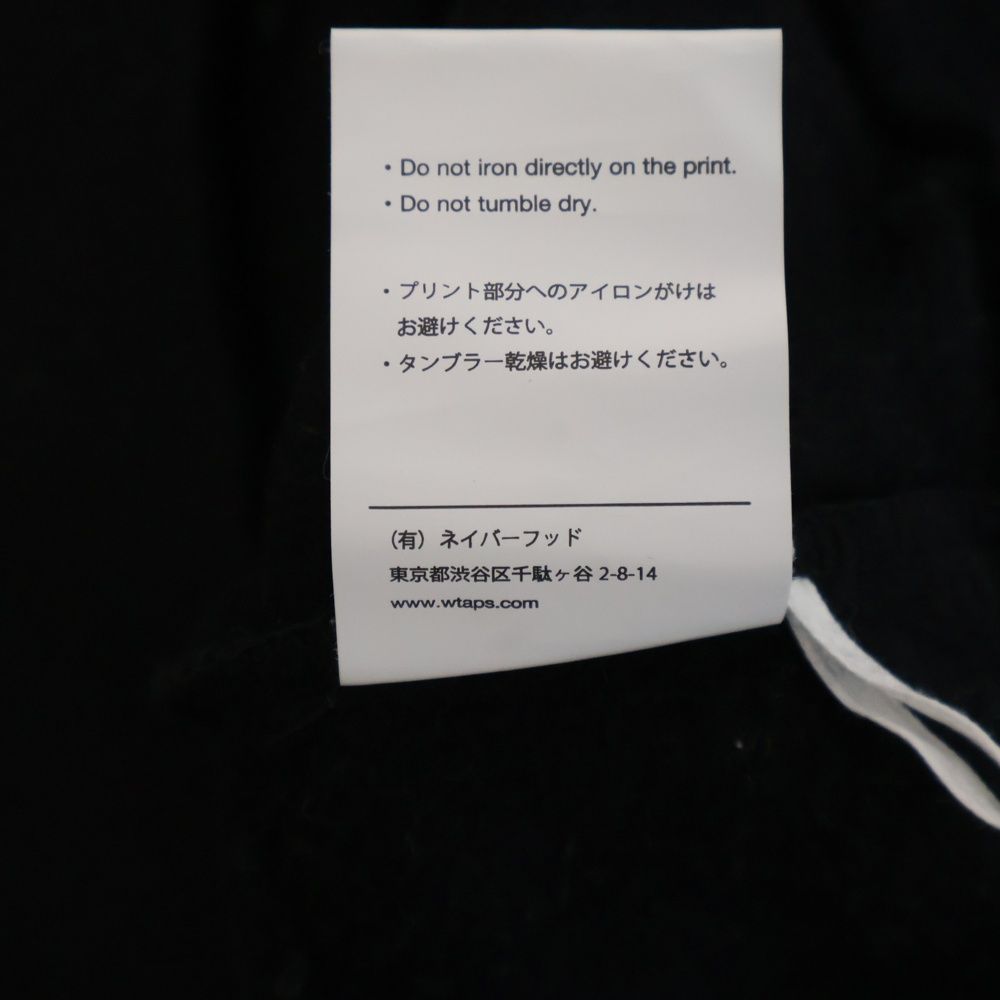 ・Do not iron directly on the print.
・Do not tumble dry.
・プリント部分へのアイロンがけは
お避けください。
・タンブラー乾燥はお避けください。
(有) ネイバーフッド
東京都渋谷区千駄ヶ谷 2-8-14
www.wtaps.com